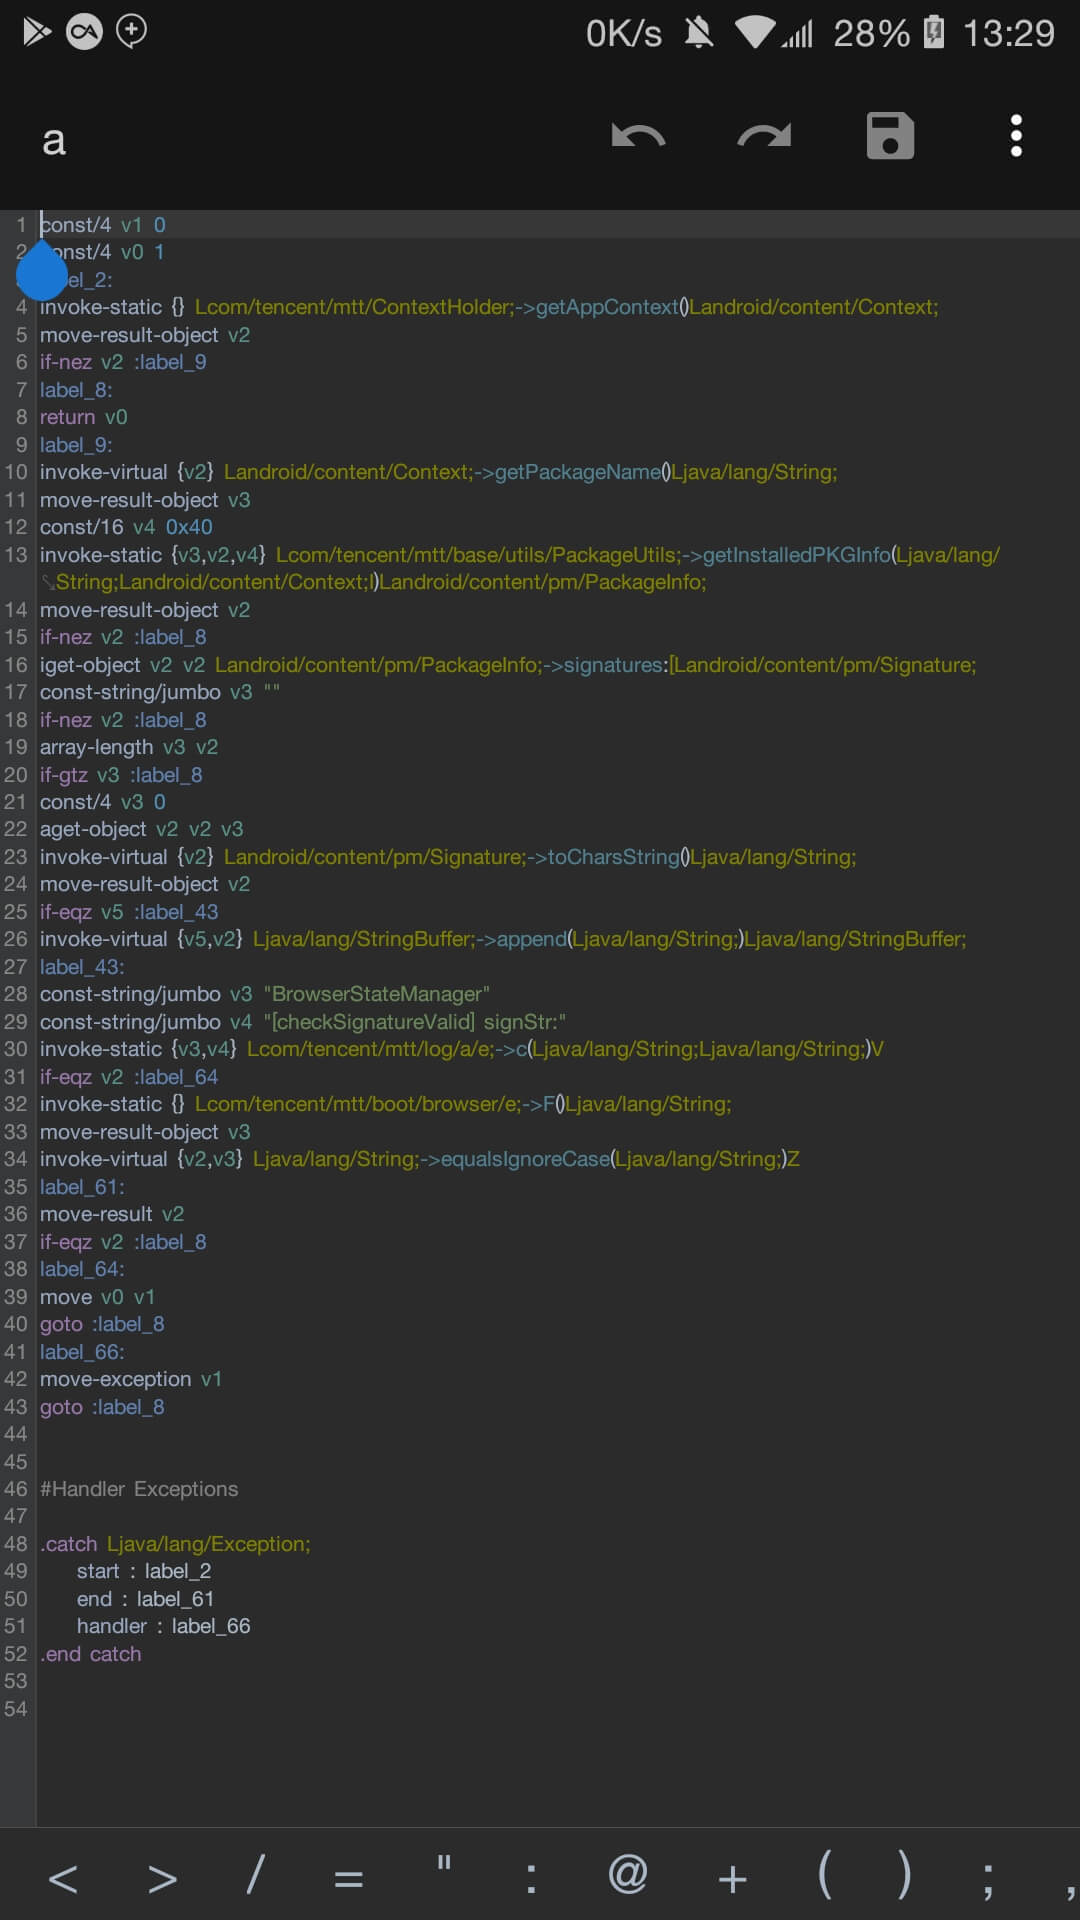 0K/s 28% 13:29
a
1 const/4 v1 0
2 const/4 v0 1
el_2:
4 invoke-static {} Lcom/tencent/mtt/ContextHolder;->getAppContext()Landroid/content/Context;
5 move-result-object v2
6 if-nez v2 :label_9
7 label_8:
8 return v0
9 label_9:
10 invoke-virtual {v2} Landroid/content/Context;->getPackageName()Ljava/lang/String;
11 move-result-object v3
12 const/16 v4 0x40
13 invoke-static {v3,v2,v4} Lcom/tencent/mtt/base/utils/PackageUtils;->getInstalledPKGInfo(Ljava/lang/
String;Landroid/content/Context;I)Landroid/content/pm/PackageInfo;
14 move-result-object v2
15 if-nez v2 :label_8
16 iget-object v2 v2 Landroid/content/pm/PackageInfo;->signatures:[Landroid/content/pm/Signature;
17 const-string/jumbo v3 ""
18 if-nez v2 :label_8
19 array-length v3 v2
20 if-gtz v3 :label_8
21 const/4 v3 0
22 aget-object v2 v2 v3
23 invoke-virtual {v2} Landroid/content/pm/Signature;->toCharsString()Ljava/lang/String;
24 move-result-object v2
25 if-eqz v5 :label_43
26 invoke-virtual {v5,v2} Ljava/lang/StringBuffer;->append(Ljava/lang/String;)Ljava/lang/StringBuffer;
27 label_43:
28 const-string/jumbo v3 "BrowserStateManager"
29 const-string/jumbo v4 "[checkSignatureValid] signStr:"
30 invoke-static {v3,v4} Lcom/tencent/mtt/log/a/e;->c(Ljava/lang/String;Ljava/lang/String;)V
31 if-eqz v2 :label_64
32 invoke-static {} Lcom/tencent/mtt/boot/browser/e;->F()Ljava/lang/String;
33 move-result-object v3
34 invoke-virtual {v2,v3} Ljava/lang/String;->equalsIgnoreCase(Ljava/lang/String;)Z
35 label_61:
36 move-result v2
37 if-eqz v2 :label_8
38 label_64:
39 move v0 v1
40 goto :label_8
41 label_66:
42 move-exception v1
43 goto :label_8
44
45
46 #Handler Exceptions
47
48 .catch Ljava/lang/Exception;
49 start : label_2
50 end : label_61
51 handler : label_66
52 .end catch
53
54
< > / = " : @ + ( ) ; ,